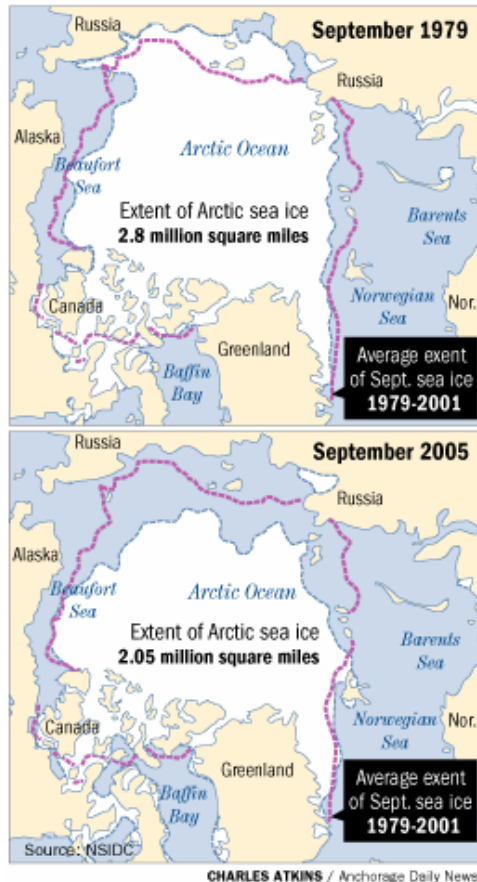 Russia
September 1979
Russia
Alaska
Arctic Ocean
Beaufort
Sea
Extent of Arctic sea ice
2.8 million square miles
Barents
Sea
Canada
Norwegian
Sea
Nor.
Greenland
Baffin
Bay
Average exent
of Sept. sea ice
1979-2001
Russia
September 2005
Russia
Alaska
Arctic Ocean
Beaufort
Sea
Extent of Arctic sea ice
2.05 million square miles
Barents
Sea
Canada
Norwegian
Sea
Nor.
Greenland
Baffin
Bay
Average exent
of Sept. sea ice
1979-2001
Source: NSIDC
CHARLES ATKINS / Anchorage Daily News